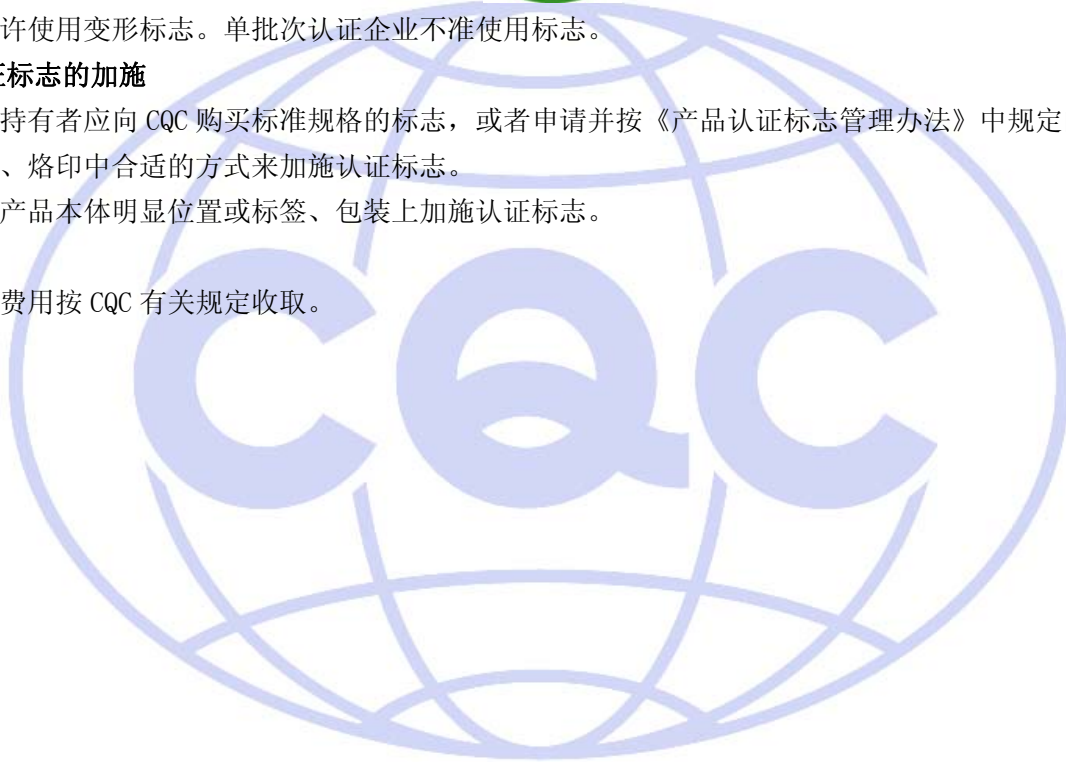 许使用变形标志。单批次认证企业不准使用标志。
标志的加施
持有者应向 CQC 购买标准规格的标志，或者申请并按《产品认证标志管理办法》中规定
、烙印中合适的方式来加施认证标志。
产品本体明显位置或标签、包装上加施认证标志。
费用按 CQC 有关规定收取。
CQC